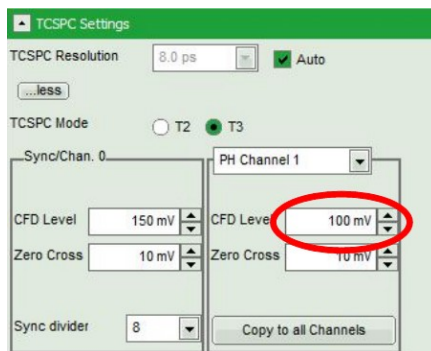 TCSPC Settings
TCSPC Resolution 8.0 ps Auto
...less
TCSPC Mode T2 T3
Sync/Chan. 0 PH Channel 1
CFD Level 150 mV CFD Level 100 mV
Zero Cross 10 mV Zero Cross 10 mV
Sync divider 8 Copy to all Channels